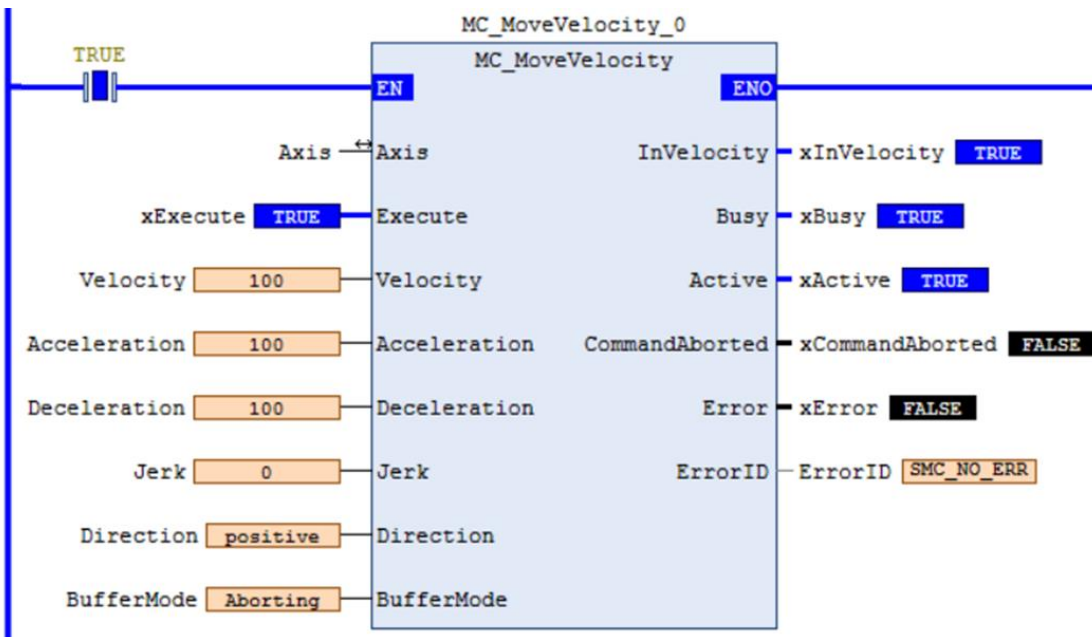 MC_MoveVelocity_0
TRUE
MC_MoveVelocity
EN ENO
Axis Axis InVelocity xInVelocity TRUE
xExecute TRUE Execute Busy xBusy TRUE
Velocity 100 Velocity Active xActive TRUE
Acceleration 100 Acceleration CommandAborted xCommandAborted FALSE
Deceleration 100 Deceleration Error xError FALSE
Jerk 0 Jerk ErrorID ErrorID SMC_NO_ERR
Direction positive Direction
BufferMode Aborting BufferMode